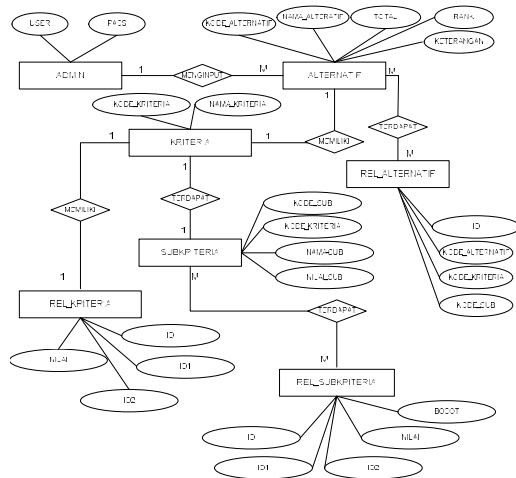 USER
PASS
KODE_ALTERNATIF
NAMA_ALTERATIF
TOTAL
RANK
KETERANGAN
ADMIN
1
MENGINPUT
M
ALTERNATIF
M
KODE_KRITERIA
NAMA_KRITERIA
1
TERDAPAT
1
KRITERIA
1
MEMILIKI
M
1
REL_ALTERNATIF
TERDAPAT
KODE_SUB
MEMILIKI
KODE_KRITERIA
ID
1
SUBKRITERIA
NAMA_SUB
KODE_ALTERNATIF
M
NILAI_SUB
KODE_KRITERIA
1
REL_KRITERIA
KODE_SUB
TERDAPAT
ID
NILAI
ID1
M
ID2
REL_SUBKRITERIA
BOBOT
ID
NILAI
ID1
ID2